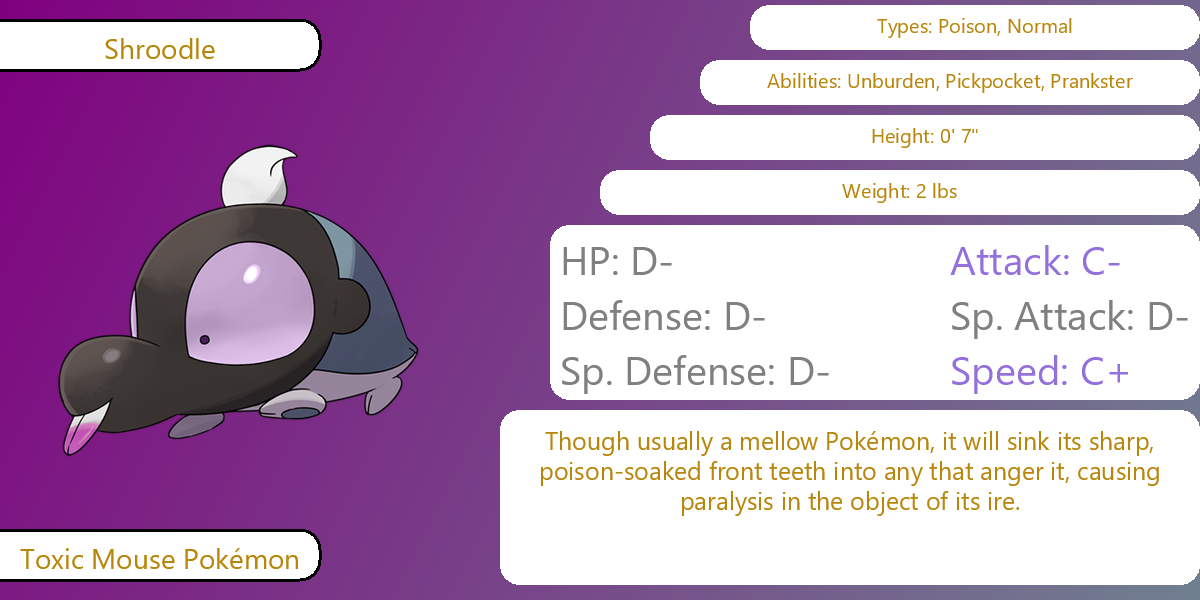 Shroodle
Types: Poison, Normal
Abilities: Unburden, Pickpocket, Prankster
Height: 0' 7"
Weight: 2 lbs
HP: D-
Attack: C-
Defense: D-
Sp. Attack: D-
Sp. Defense: D-
Speed: C+
Though usually a mellow Pokémon, it will sink its sharp,
poison-soaked front teeth into any that anger it, causing
paralysis in the object of its ire.
Toxic Mouse Pokémon